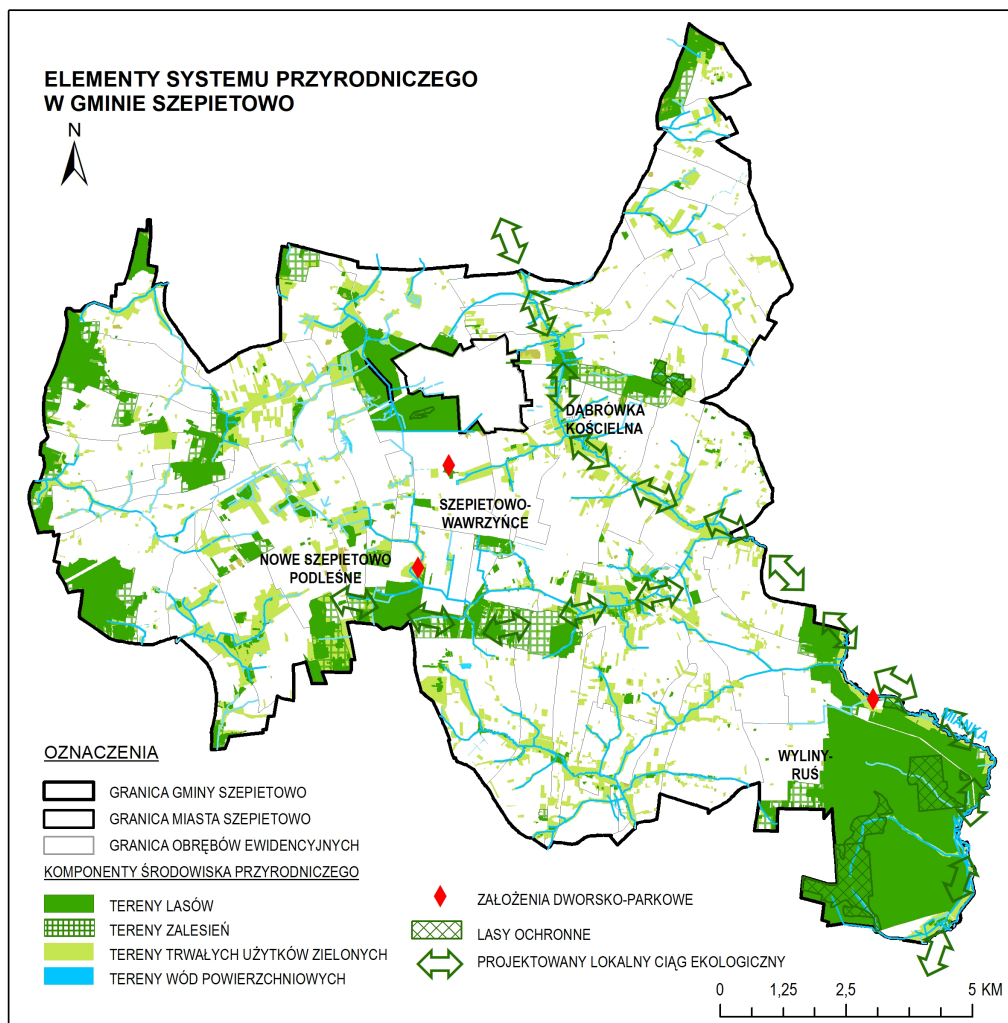 ELEMENTY SYSTEMU PRZYRODNICZEGO
W GMINIE SZEPIETOWO
N
DĄBRÓWKA
KOŚCIELNA
SZEPIETOWO-
WAWRZYŃCE
NOWE SZEPIETOWO
PODLEŚNE
MIANKA
WYLINY-
RUŚ
OZNACZENIA
GRANICA GMINY SZEPIETOWO
GRANICA MIASTA SZEPIETOWO
GRANICA OBRĘBÓW EWIDENCYJNYCH
KOMPONENTY ŚRODOWISKA PRZYRODNICZEGO
TERENY LASÓW
TERENY ZALESIEŃ
TERENY TRWAŁYCH UŻYTKÓW ZIELONYCH
TERENY WÓD POWIERZCHNIOWYCH
ZAŁOŻENIA DWORSKO-PARKOWE
LASY OCHRONNE
PROJEKTOWANY LOKALNY CIĄG EKOLOGICZNY
0 1,25 2,5 5 KM